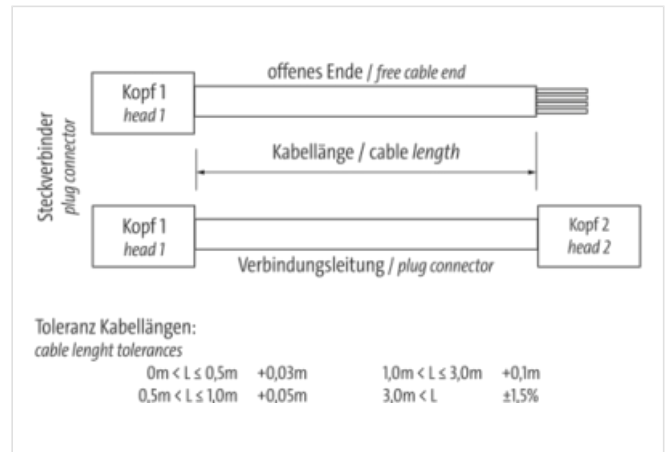 offenes Ende / free cable end
Kopf 1
head 1
Steckverbinder
plug connector
Kabellänge / cable length
Kopf 1
head 1
Kopf 2
head 2
Verbindungsleitung / plug connector
Toleranz Kabellängen:
cable lenght tolerances
0m < L ≤ 0,5m +0,03m 1,0m < L ≤ 3,0m +0,1m
0,5m < L ≤ 1,0m +0,05m 3,0m < L ±1,5%